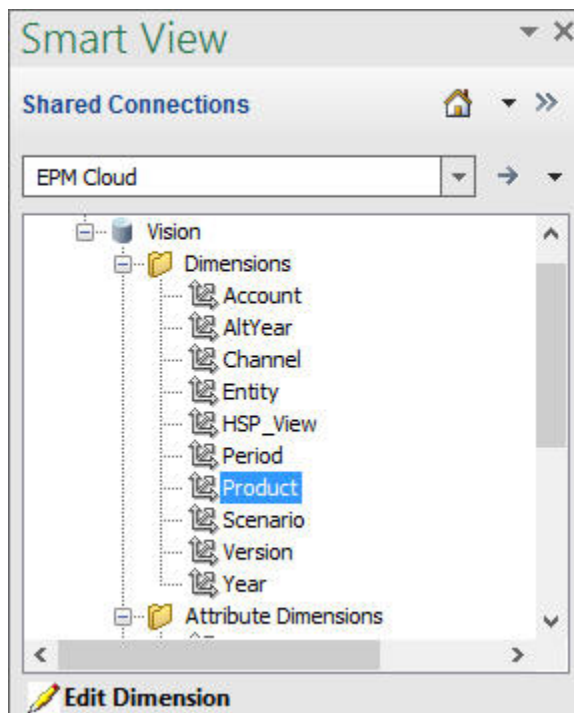 Smart View
Shared Connections
EPM Cloud
Vision
Dimensions
Account
AltYear
Channel
Entity
HSP_View
Period
Product
Scenario
Version
Year
Attribute Dimensions
Edit Dimension